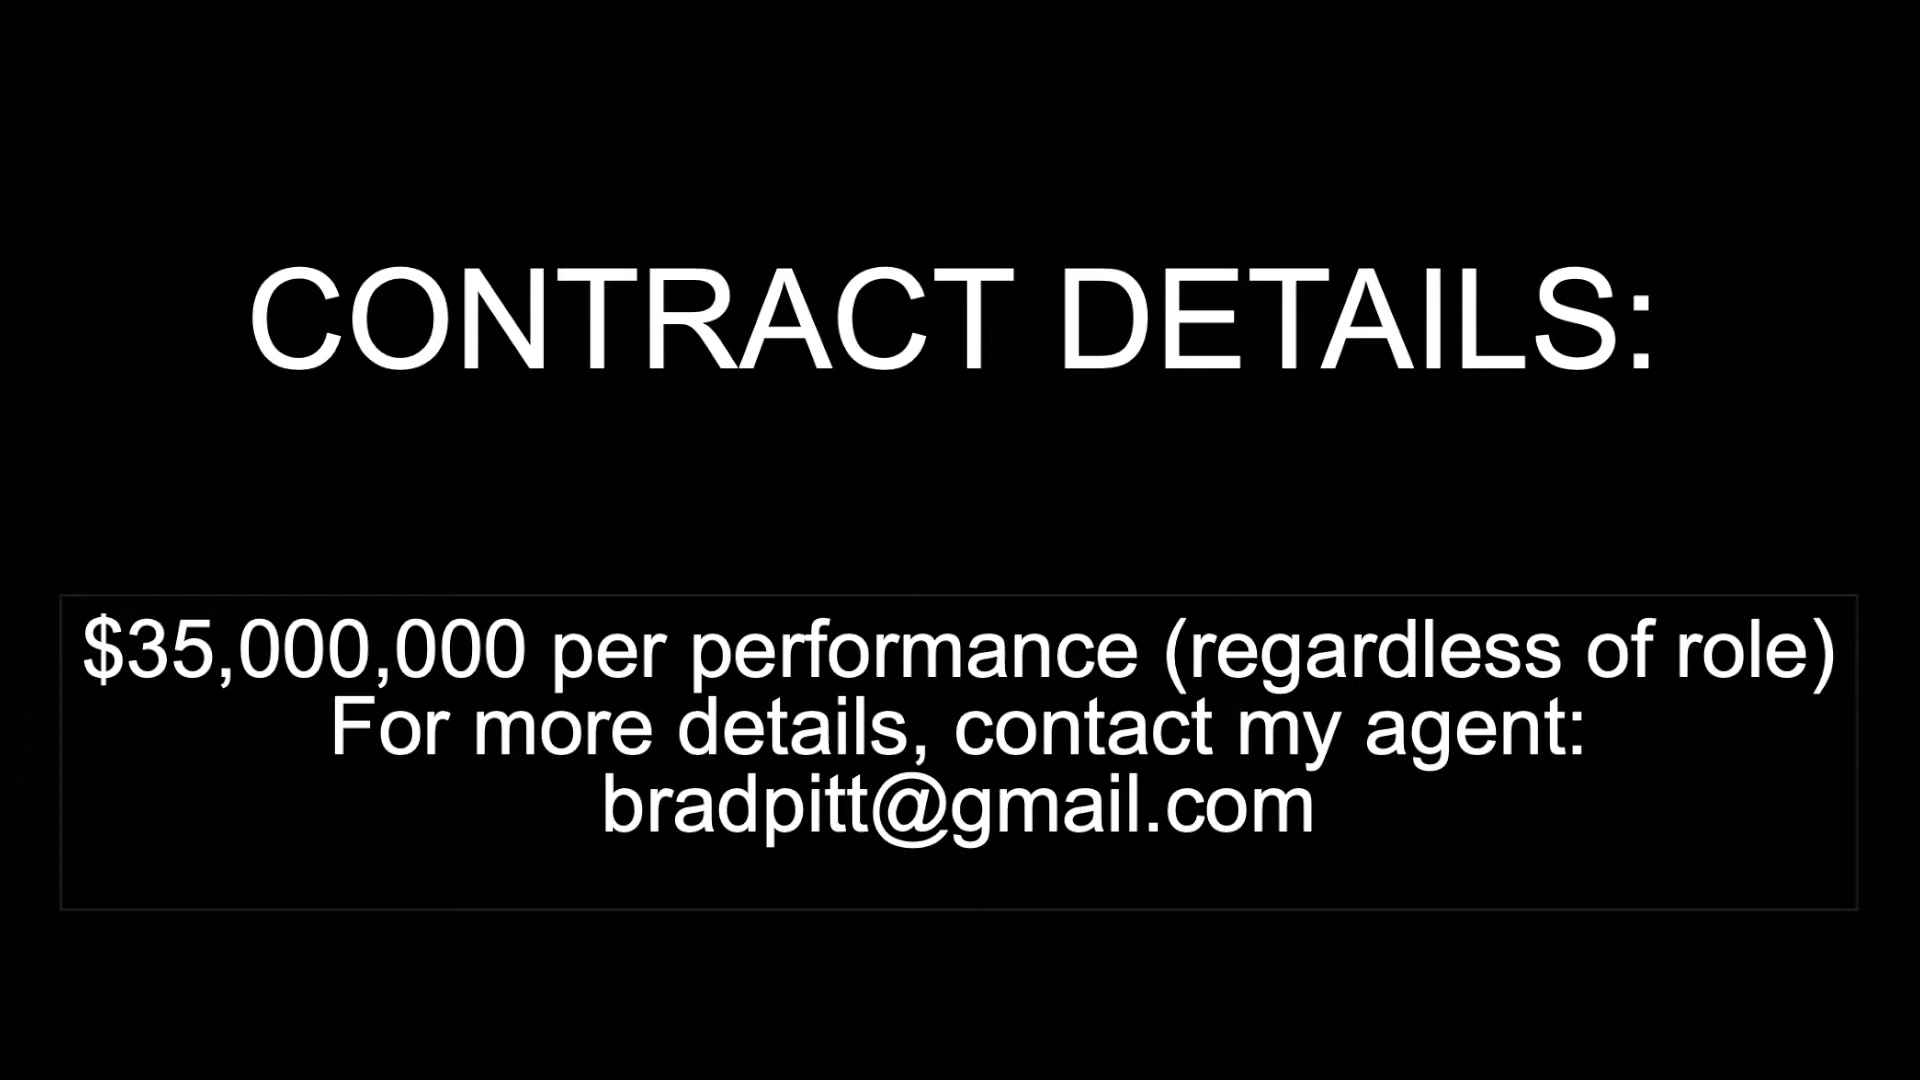 CONTRACT DETAILS:
$35,000,000 per performance (regardless of role)
For more details, contact my agent:
bradpitt@gmail.com